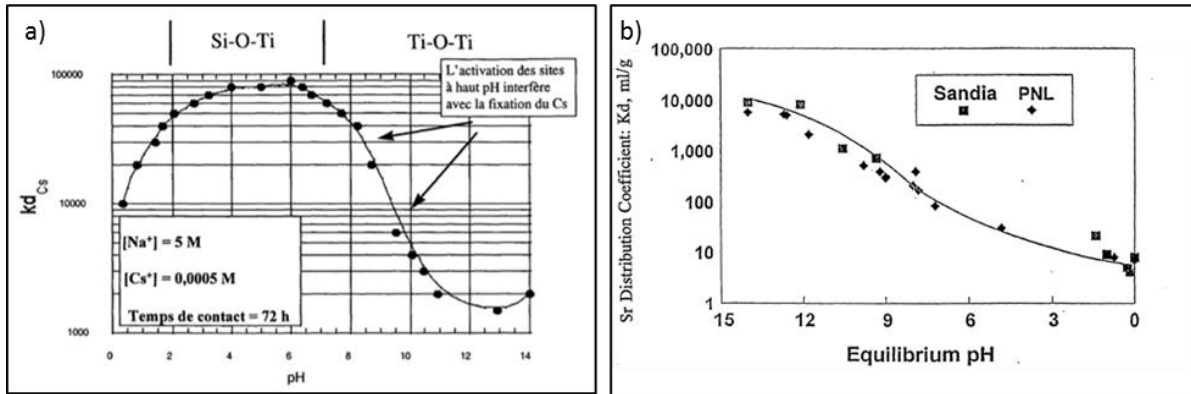 a)
Si-O-Ti
Ti-O-Ti
L'activation des sites
à haut pH interfère
avec la fixation du Cs
100000
10000
1000
kd Cs
[Na+] = 5 M
[Cs+] = 0,0005 M
Temps de contact = 72 h
0 2 4 6 8 10 12 14
pH
b)
100,000
10,000
1,000
100
10
1
Sr Distribution Coefficient: Kd, ml/g
Sandia PNL
15 12 9 6 3 0
Equilibrium pH